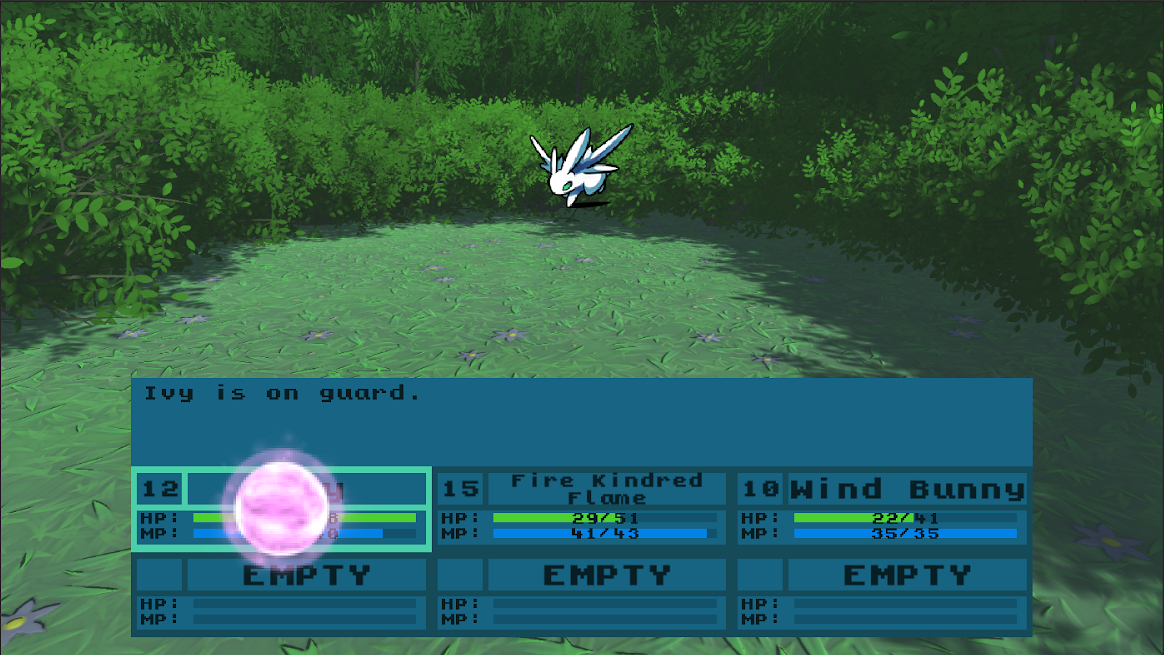 Ivy is on guard.
12
15 Fire Kindred
Flame
10 Wind Bunny
HP:
MP:
HP: 29/51
MP: 41/43
HP: 22/41
MP: 35/35
EMPTY
EMPTY
EMPTY
HP:
MP:
HP:
MP:
HP:
MP: